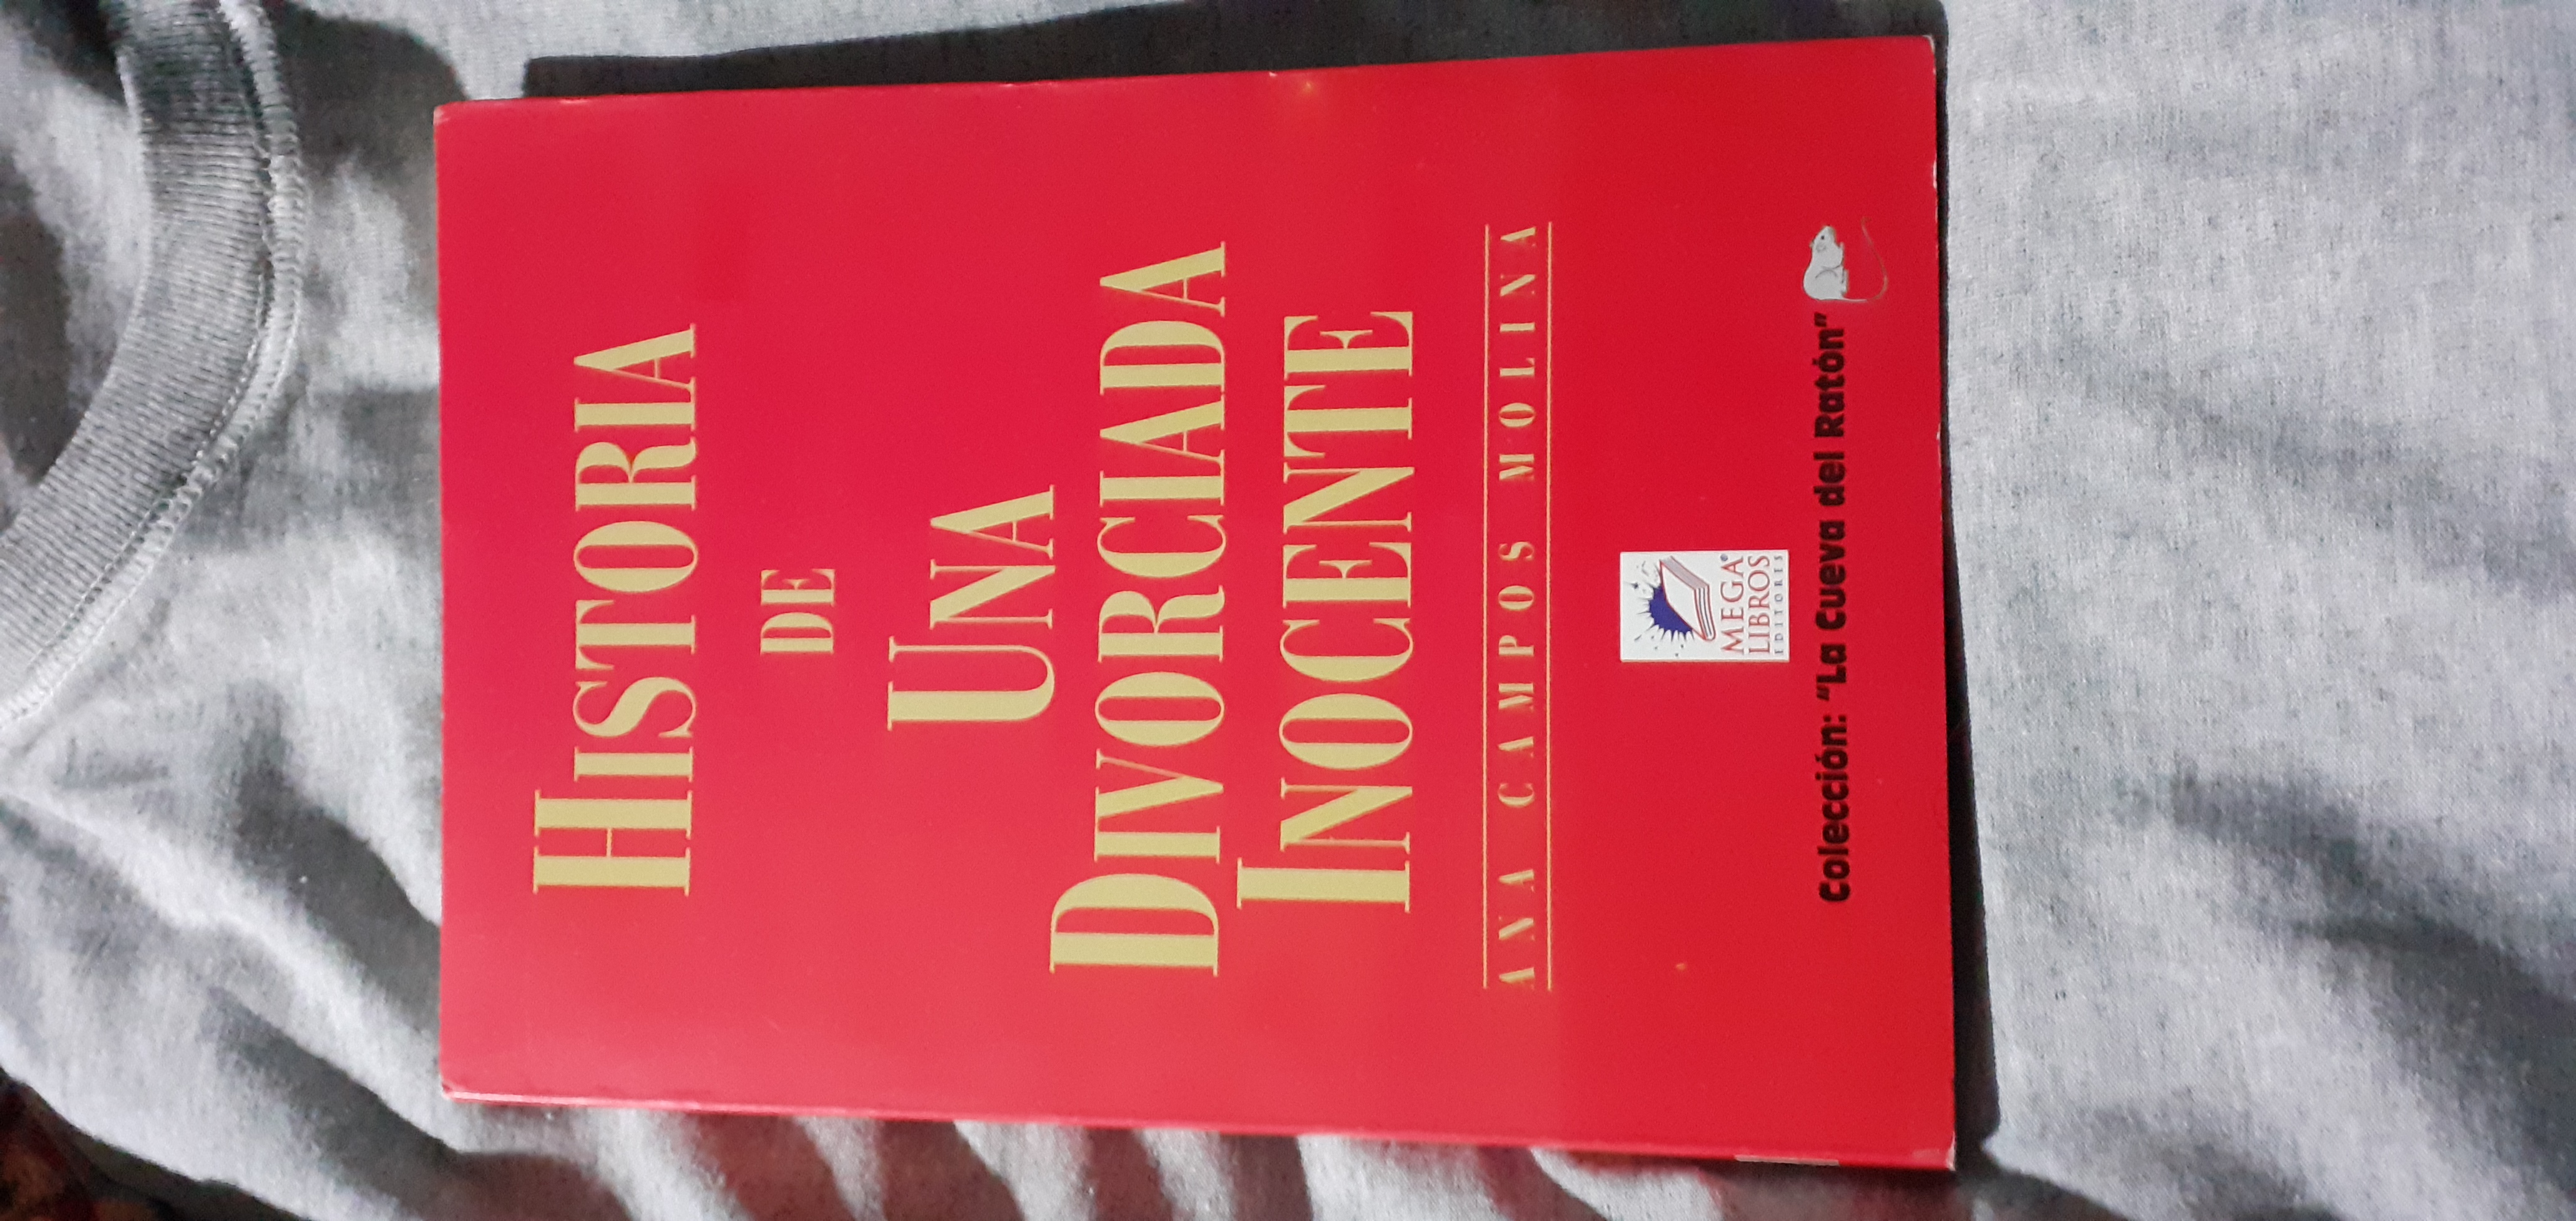 HISTORIA
DE
UNA
DIVORCIADA
INOCENTE
ANA CAMPOS MOLINA
MEGA®
LIBROS
EDITORES
Colección: “La Cueva del Ratón”